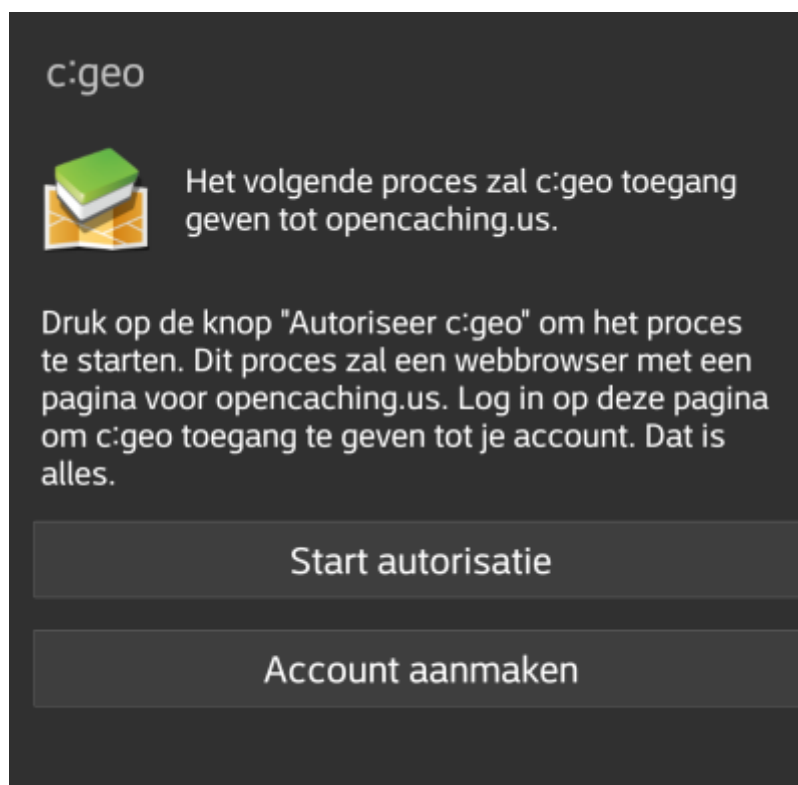 c:geo
Het volgende proces zal c:geo toegang
geven tot opencaching.us.
Druk op de knop "Autoriseer c:geo" om het proces
te starten. Dit proces zal een webbrowser met een
pagina voor opencaching.us. Log in op deze pagina
om c:geo toegang te geven tot je account. Dat is
alles.
Start autorisatie
Account aanmaken